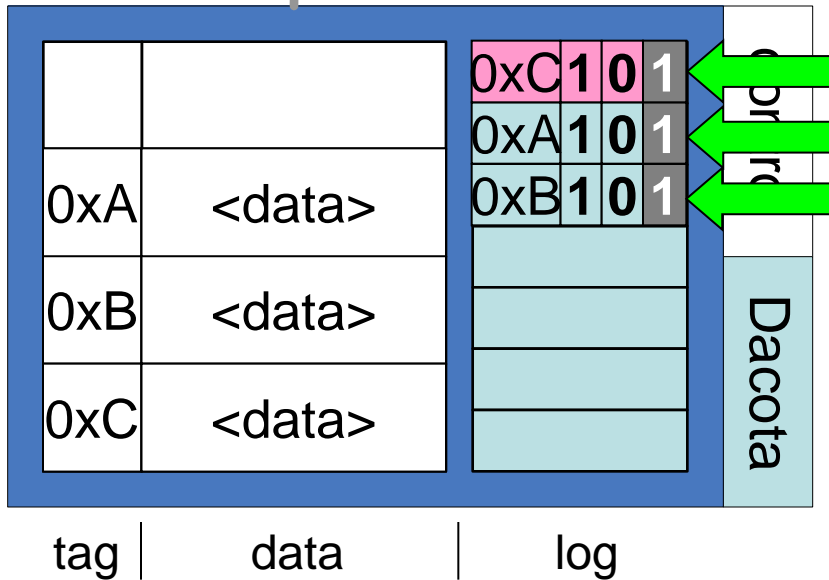 0xC 1 0 1
0xA 1 0 1
0xB 1 0 1
0xA <data>
0xB <data>
0xC <data>
Dacota
tag data log